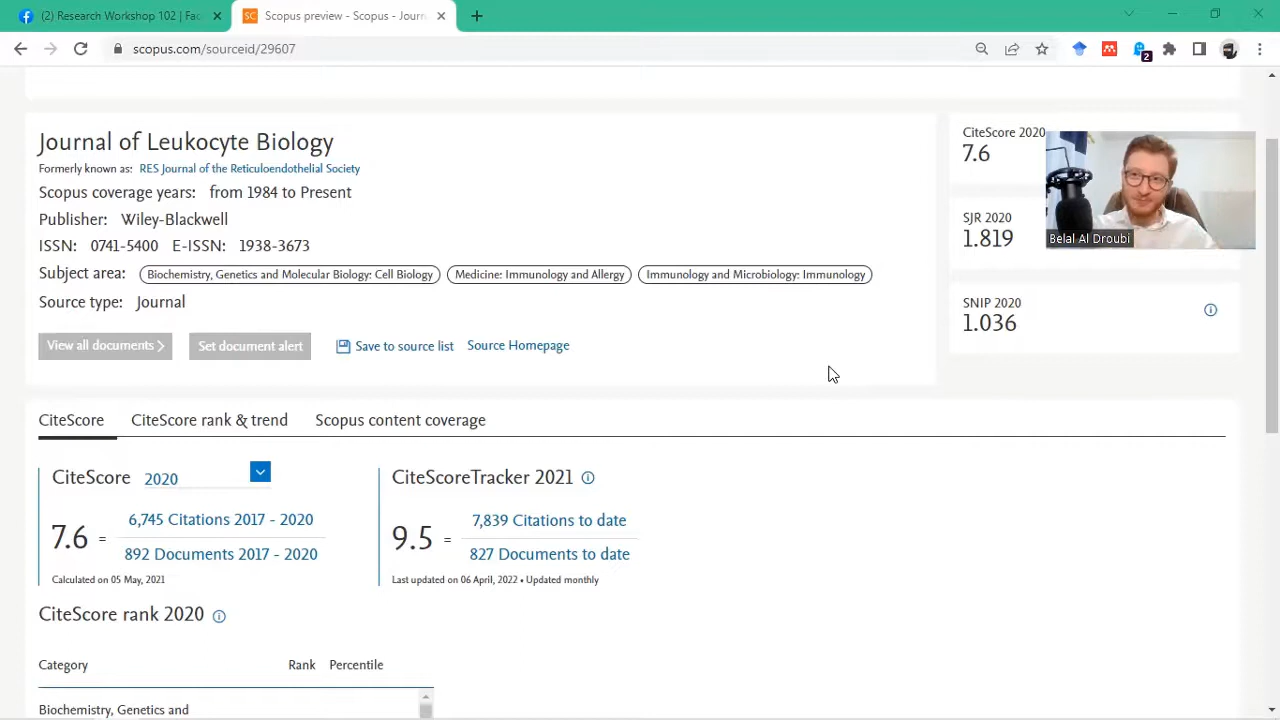 (2) Research Workshop 102 | Fac
Scopus preview - Scopus - Journ
scopus.com/sourceid/29607
2
Journal of Leukocyte Biology
Formerly known as: RES Journal of the Reticuloendothelial Society
Scopus coverage years: from 1984 to Present
Publisher: Wiley-Blackwell
ISSN: 0741-5400 E-ISSN: 1938-3673
Subject area: Biochemistry, Genetics and Molecular Biology: Cell Biology Medicine: Immunology and Allergy Immunology and Microbiology: Immunology
Source type: Journal
View all documents > Set document alert Save to source list Source Homepage
CiteScore 2020
7.6
SJR 2020
1.819
Belal Al Droubi
SNIP 2020
1.036
CiteScore CiteScore rank & trend Scopus content coverage
CiteScore 2020
7.6 =
6,745 Citations 2017 - 2020
892 Documents 2017 - 2020
Calculated on 05 May, 2021
CiteScoreTracker 2021
9.5 =
7,839 Citations to date
827 Documents to date
Last updated on 06 April, 2022 • Updated monthly
CiteScore rank 2020
Category Rank Percentile
Biochemistry, Genetics and